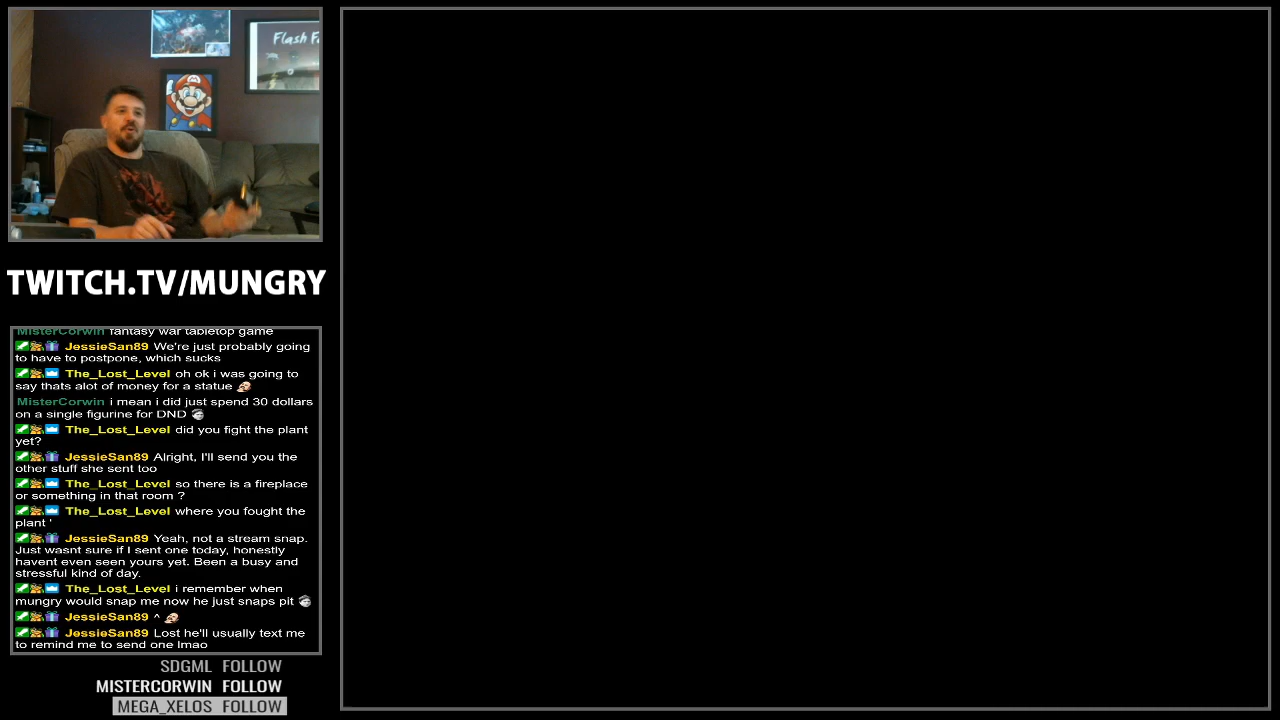 Flash F
TWITCH.TV/MUNGRY
MisterCorwin fantasy war tabletop game
JessieSan89 We're just probably going
to have to postpone, which sucks
The_Lost_Level oh ok i was going to
say thats alot of money for a statue
MisterCorwin i mean i did just spend 30 dollars
on a single figurine for DND
The_Lost_Level did you fight the plant
yet?
JessieSan89 Alright, I'll send you the
other stuff she sent too
The_Lost_Level so there is a fireplace
or something in that room ?
The_Lost_Level where you fought the
plant '
JessieSan89 Yeah, not a stream snap.
Just wasnt sure if I sent one today, honestly
havent even seen yours yet. Been a busy and
stressful kind of day.
The_Lost_Level i remember when
mungry would snap me now he just snaps pit
JessieSan89 ^
JessieSan89 Lost he'll usually text me
to remind me to send one lmao
SDGML FOLLOW
MISTERCORWIN FOLLOW
MEGA_XELOS FOLLOW